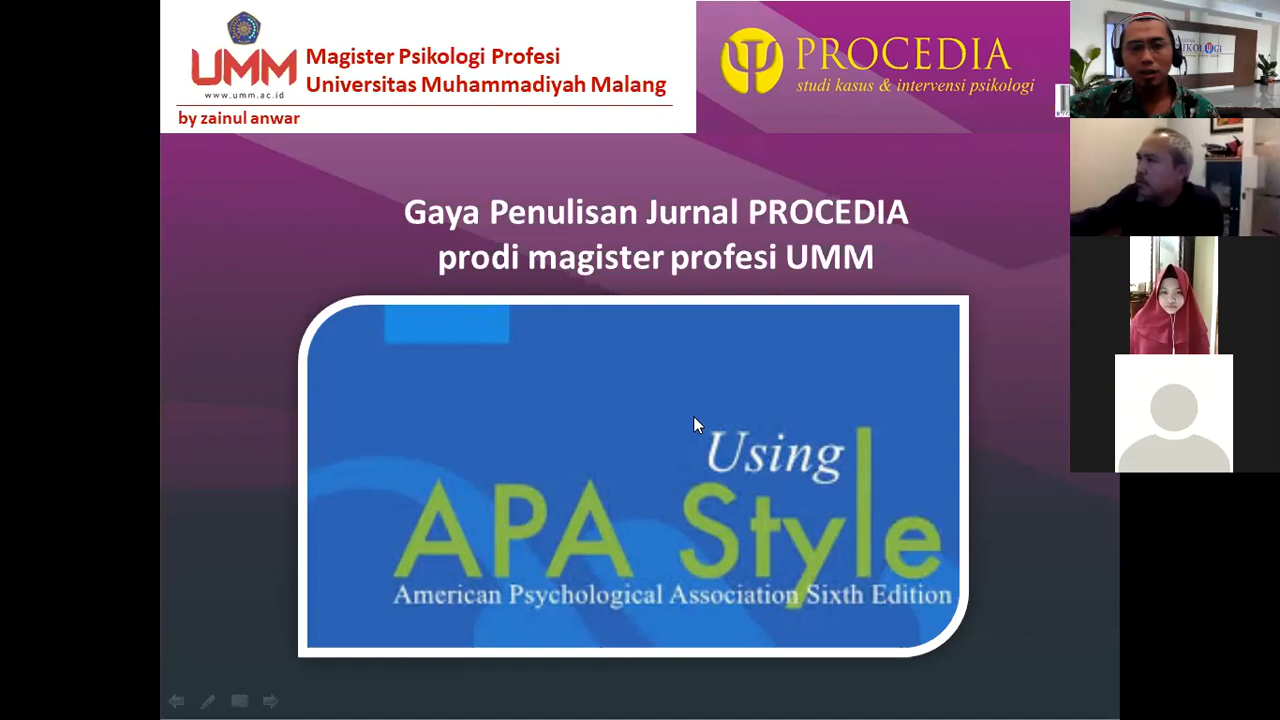 UMM
www.umm.ac.id
Magister Psikologi Profesi
Universitas Muhammadiyah Malang
by zainul anwar
PROCEDIA
studi kasus & intervensi psikologi
Gaya Penulisan Jurnal PROCEDIA
prodi magister profesi UMM
Using
APA Style
American Psychological Association Sixth Edition